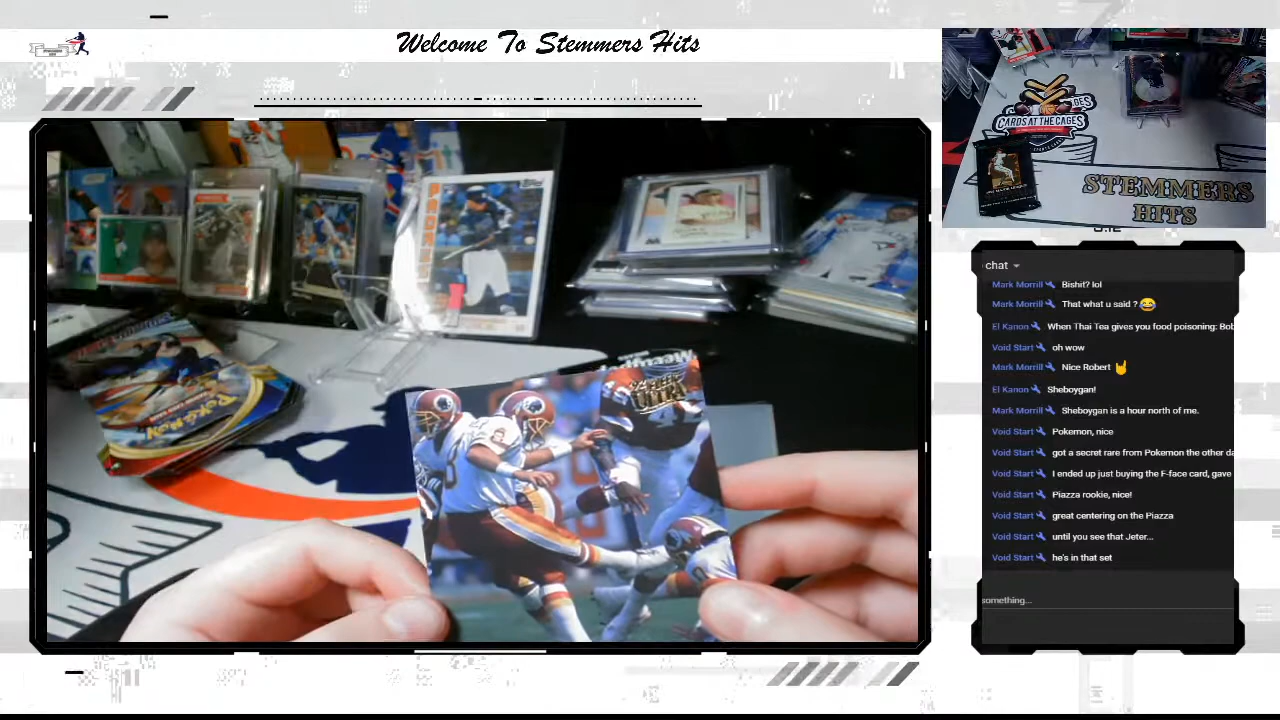 Welcome To Stemmers Hits
CARDS AT THE CAGES
STEMMERS
HITS
POKéMON
chat
Mark Morrill Bishit? lol
Mark Morrill That what u said ?
El Kanon When Thai Tea gives you food poisoning: Bob
Void Start oh wow
Mark Morrill Nice Robert
El Kanon Sheboygan!
Mark Morrill Sheboygan is a hour north of me.
Void Start Pokemon, nice
Void Start got a secret rare from Pokemon the other da
Void Start I ended up just buying the F-face card, gave
Void Start Piazza rookie, nice!
Void Start great centering on the Piazza
Void Start until you see that Jeter...
Void Start he's in that set
something...